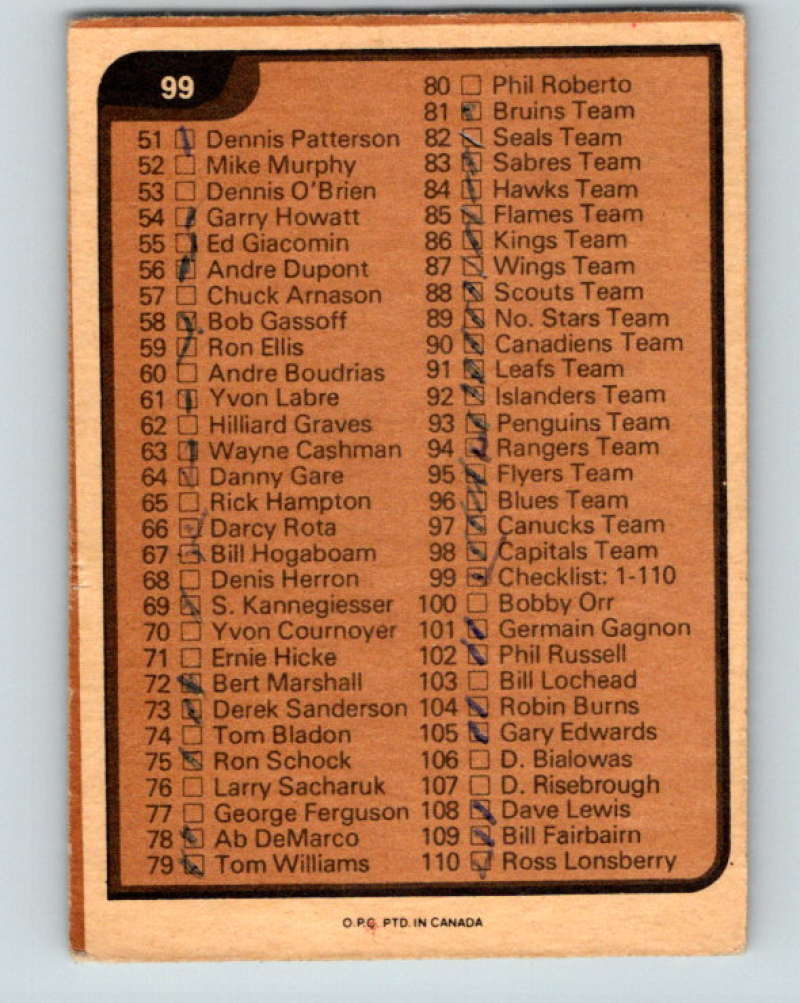 99
51 Dennis Patterson
52 Mike Murphy
53 Dennis O'Brien
54 Garry Howatt
55 Ed Giacomin
56 Andre Dupont
57 Chuck Arnason
58 Bob Gassoff
59 Ron Ellis
60 Andre Boudrias
61 Yvon Labre
62 Hilliard Graves
63 Wayne Cashman
64 Danny Gare
65 Rick Hampton
66 Darcy Rota
67 Bill Hogaboam
68 Denis Herron
69 S. Kannegiesser
70 Yvon Cournoyer
71 Ernie Hicke
72 Bert Marshall
73 Derek Sanderson
74 Tom Bladon
75 Ron Schock
76 Larry Sacharuk
77 George Ferguson
78 Ab DeMarco
79 Tom Williams
80 Phil Roberto
81 Bruins Team
82 Seals Team
83 Sabres Team
84 Hawks Team
85 Flames Team
86 Kings Team
87 Wings Team
88 Scouts Team
89 No. Stars Team
90 Canadiens Team
91 Leafs Team
92 Islanders Team
93 Penguins Team
94 Rangers Team
95 Flyers Team
96 Blues Team
97 Canucks Team
98 Capitals Team
99 Checklist: 1-110
100 Bobby Orr
101 Germain Gagnon
102 Phil Russell
103 Bill Lochead
104 Robin Burns
105 Gary Edwards
106 D. Bialowas
107 D. Risebrough
108 Dave Lewis
109 Bill Fairbairn
110 Ross Lonsberry
O.P.C. PTD. IN CANADA